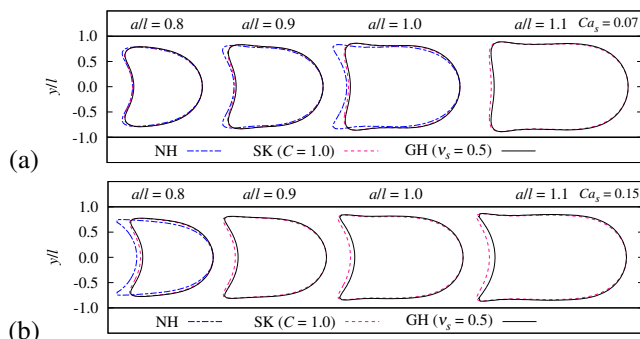 a/l = 0.8 a/l = 0.9 a/l = 1.0 a/l = 1.1 Ca_s = 0.07
1.0
0.5
0.0
-0.5
-1.0
y/l
NH SK (C = 1.0) GH (ν_s = 0.5)
(a)
a/l = 0.8 a/l = 0.9 a/l = 1.0 a/l = 1.1 Ca_s = 0.15
1.0
0.5
0.0
-0.5
-1.0
y/l
NH SK (C = 1.0) GH (ν_s = 0.5)
(b)